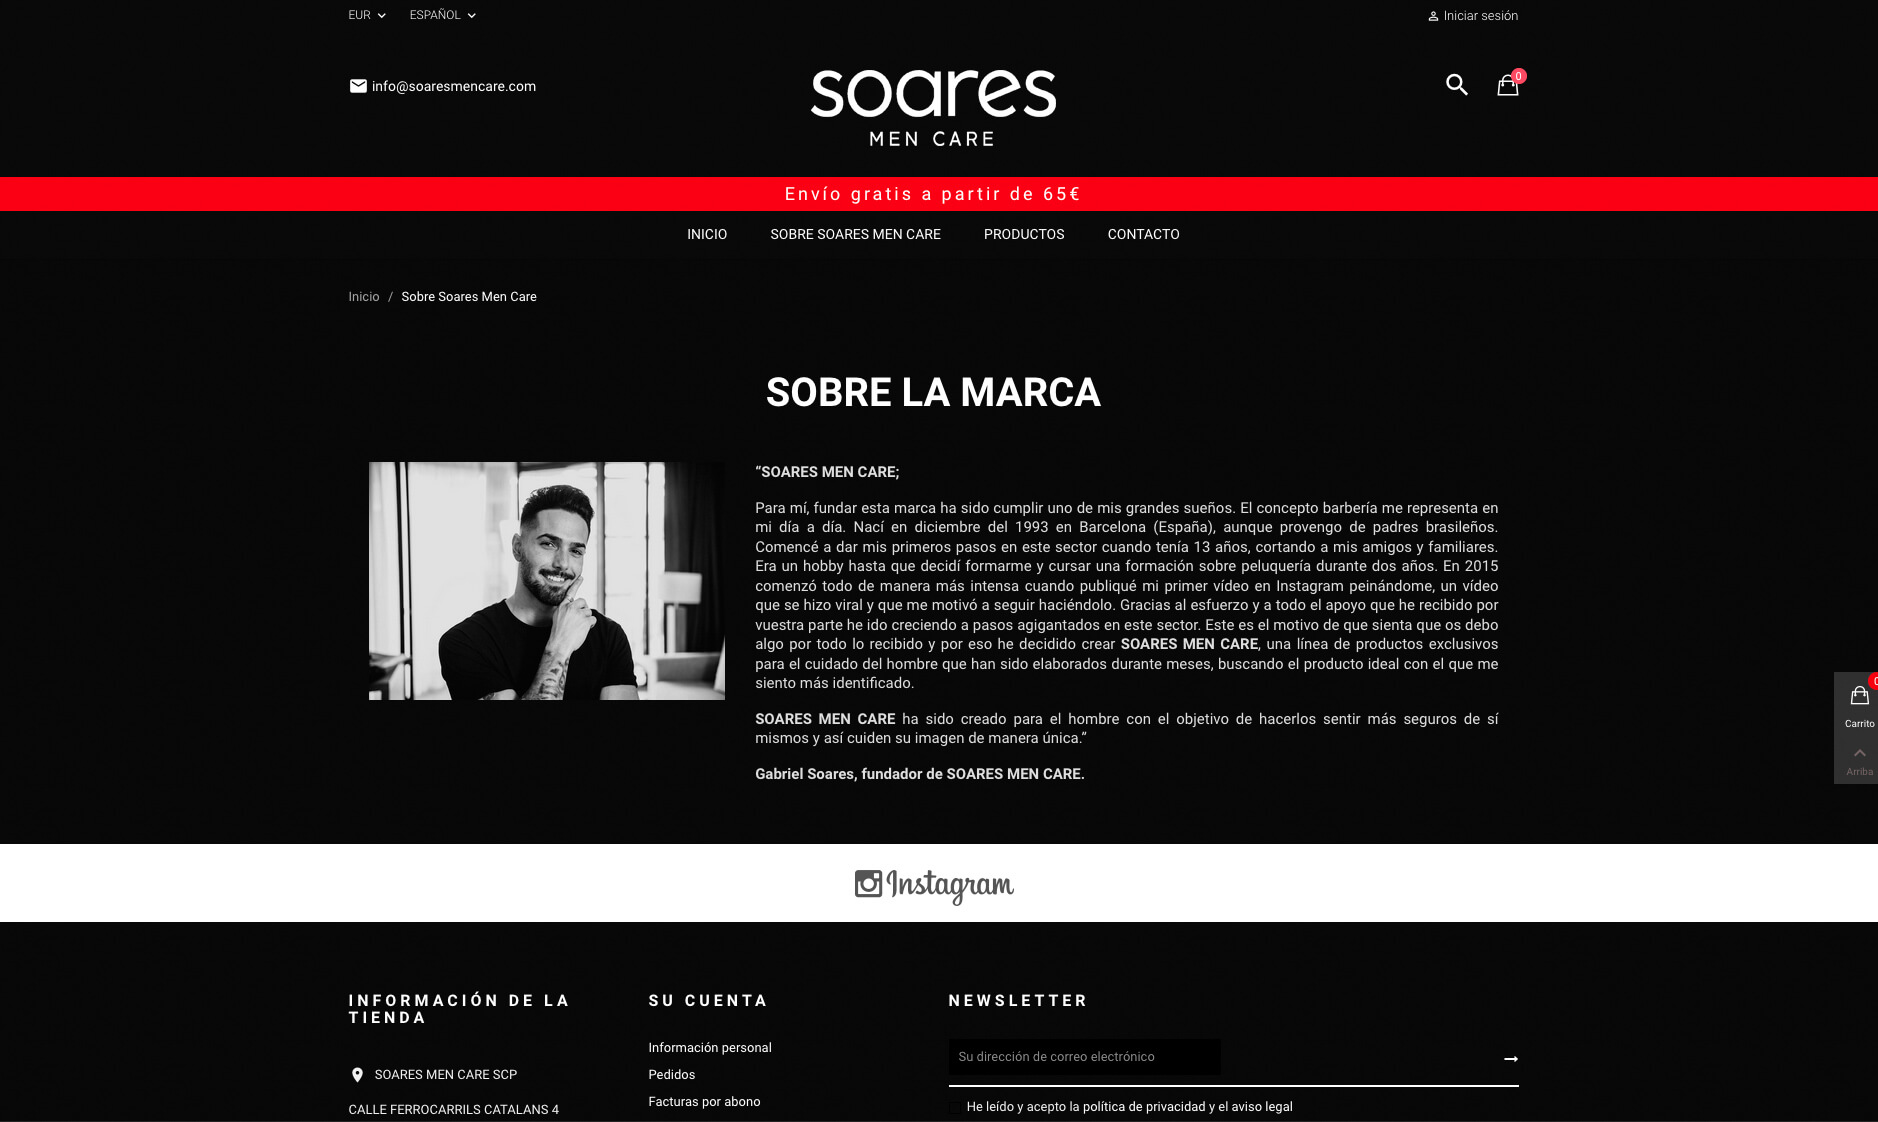 EUR ESPAÑOL Iniciar sesión
info@soaresmencare.com
soares
MEN CARE
0
Envío gratis a partir de 65€
INICIO SOBRE SOARES MEN CARE PRODUCTOS CONTACTO
Inicio / Sobre Soares Men Care
SOBRE LA MARCA
“SOARES MEN CARE;
Para mí, fundar esta marca ha sido cumplir uno de mis grandes sueños. El concepto barbería me representa en
mi día a día. Nací en diciembre del 1993 en Barcelona (España), aunque provengo de padres brasileños.
Comencé a dar mis primeros pasos en este sector cuando tenía 13 años, cortando a mis amigos y familiares.
Era un hobby hasta que decidí formarme y cursar una formación sobre peluquería durante dos años. En 2015
comenzó todo de manera más intensa cuando publiqué mi primer vídeo en Instagram peinándome, un vídeo
que se hizo viral y que me motivó a seguir haciéndolo. Gracias al esfuerzo y a todo el apoyo que he recibido por
vuestra parte he ido creciendo a pasos agigantados en este sector. Este es el motivo de que sienta que os debo
algo por todo lo recibido y por eso he decidido crear SOARES MEN CARE, una línea de productos exclusivos
para el cuidado del hombre que han sido elaborados durante meses, buscando el producto ideal con el que me
siento más identificado.
SOARES MEN CARE ha sido creado para el hombre con el objetivo de hacerlos sentir más seguros de sí
mismos y así cuiden su imagen de manera única.”
Gabriel Soares, fundador de SOARES MEN CARE.
0
Carrito
Arriba
Instagram
INFORMACIÓN DE LA
TIENDA
SOARES MEN CARE SCP
CALLE FERROCARRILS CATALANS 4
SU CUENTA
Información personal
Pedidos
Facturas por abono
NEWSLETTER
Su dirección de correo electrónico
He leído y acepto la política de privacidad y el aviso legal